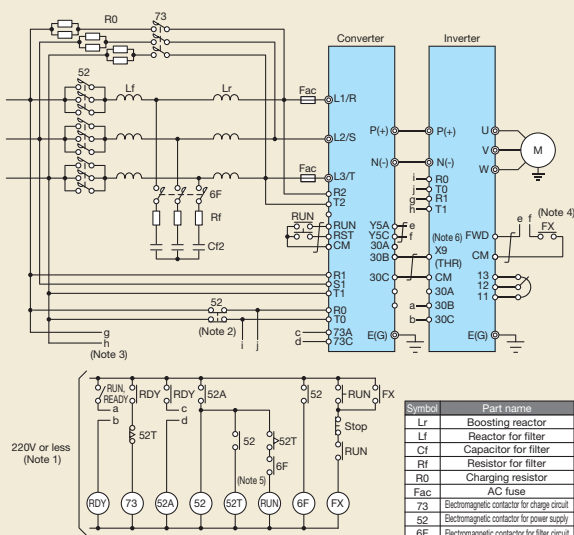 R0
73
Converter
Inverter
52
Lf
Lr
Fac
L1/R
L2/S
Fac
L3/T
P(+)
P(+)
U
V
M
N(-)
N(-)
W
R2
T2
6F
Rf
Cf2
RUN
RUN
RST
CM
Y5A
Y5C
30A
30B
30C
e
f
i
j
g
h
R0
T0
R1
T1
(Note 4)
e f
FX
(Note 6)
FWD
X9
(THR)
CM
CM
30A
30B
30C
a
b
13
12
11
R1
S1
T1
52
(Note 2)
R0
T0
g
h
(Note 3)
i j
c
d
73A
73C
E(G)
E(G)
220V or less
(Note 1)
RUN,
READY
a
b
RDY
52T
RDY
c
d
52A
52
52T
6F
(Note 5)
52
RUN
FX
Stop
RUN
RDY
73
52A
52
52T
RUN
6F
FX
Symbol Part name
Lr Boosting reactor
Lf Reactor for filter
Cf Capacitor for filter
Rf Resistor for filter
R0 Charging resistor
Fac AC fuse
73 Electromagnetic contactor for charge circuit
52 Electromagnetic contactor for power supply
6F Electromagnetic contactor for filter circuit